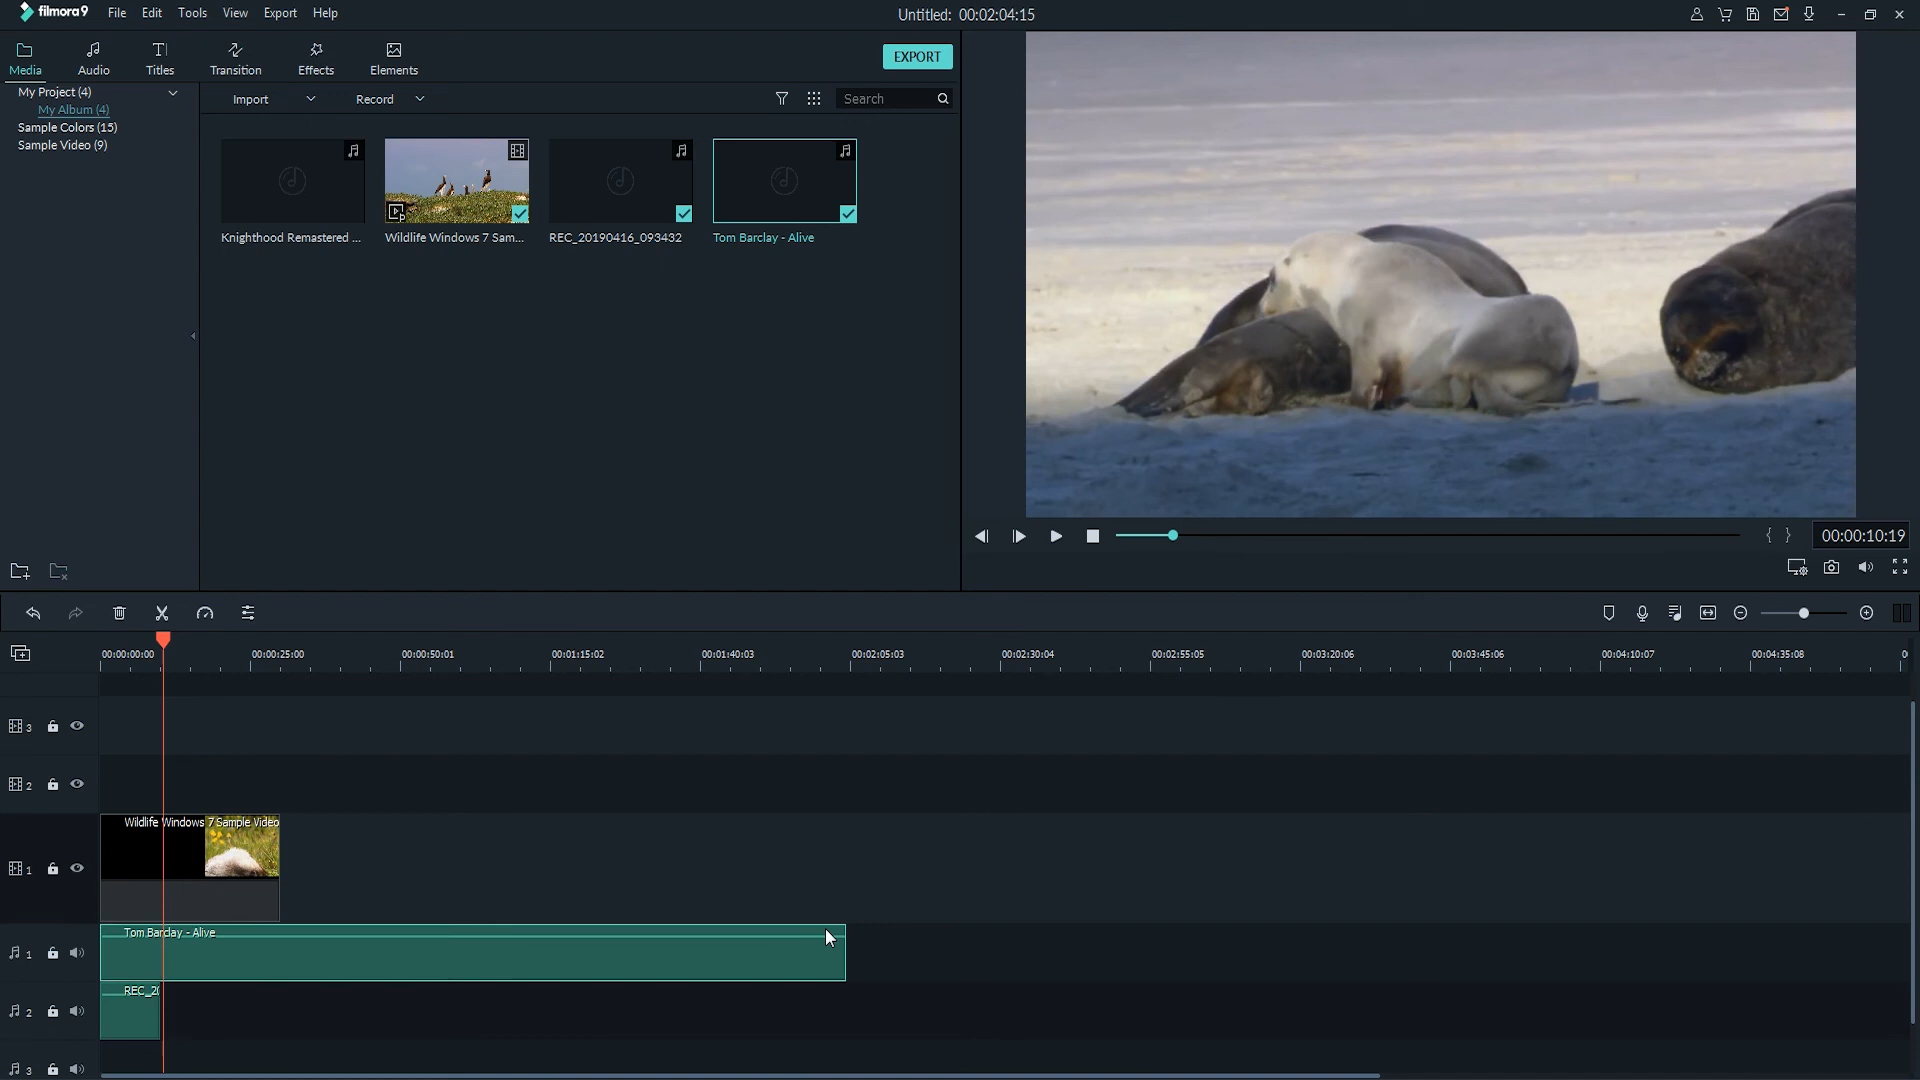 filmora9 File Edit Tools View Export Help
Untitled: 00:02:04:15
Media Audio Titles Transition Effects Elements
EXPORT
My Project (4)
My Album (4)
Sample Colors (15)
Sample Video (9)
Import Record Search
Knighthood Remastered ...
Wildlife Windows 7 Sam...
REC_20190416_093432
Tom Barclay - Alive
00:00:10:19
00:00:00:00 00:00:25:00 00:00:50:01 00:01:15:02 00:01:40:03 00:02:05:03 00:02:30:04 00:02:55:05 00:03:20:06 00:03:45:06 00:04:10:07 00:04:35:08
3
2
Wildlife Windows 7 Sample Video
1
Tom Barclay - Alive
1
REC_20
2
3